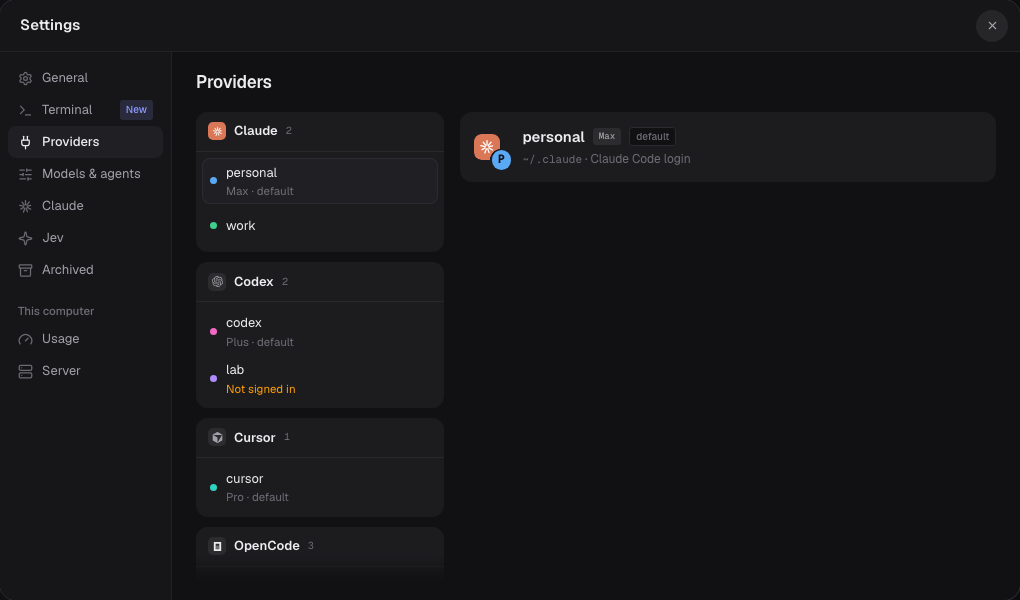 Settings
General
Terminal New
Providers
Models & agents
Claude
Jev
Archived
This computer
Usage
Server
Providers
Claude 2
personal
Max · default
work
Codex 2
codex
Plus · default
lab
Not signed in
Cursor 1
cursor
Pro · default
OpenCode 3
personal Max default
P ~/.claude · Claude Code login